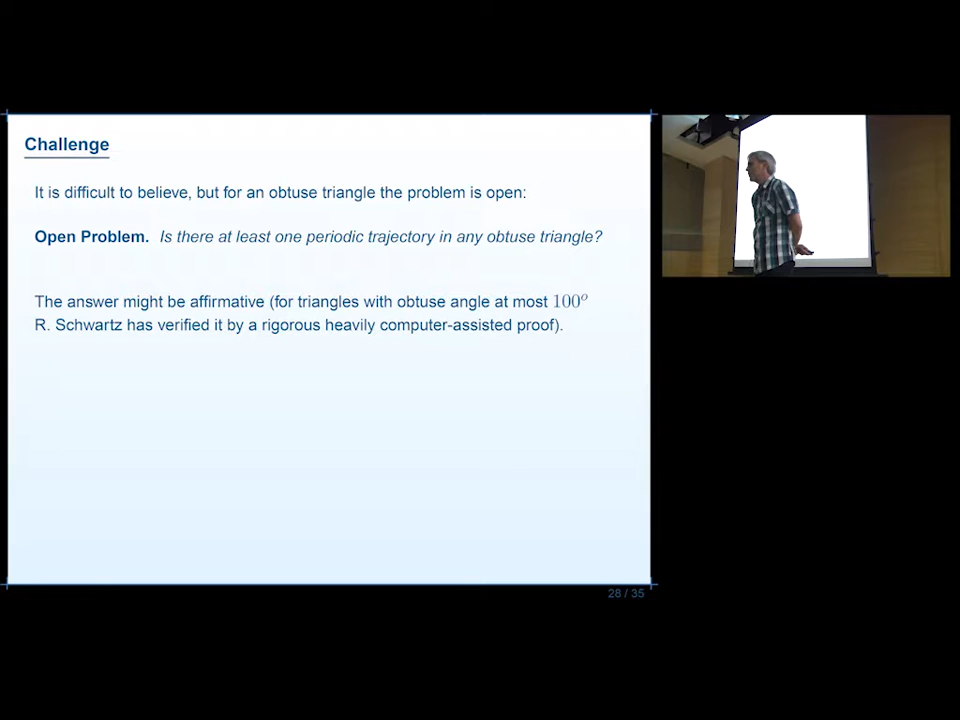 Challenge
It is difficult to believe, but for an obtuse triangle the problem is open:
Open Problem. Is there at least one periodic trajectory in any obtuse triangle?
The answer might be affirmative (for triangles with obtuse angle at most 100°
R. Schwartz has verified it by a rigorous heavily computer-assisted proof).
28 / 35